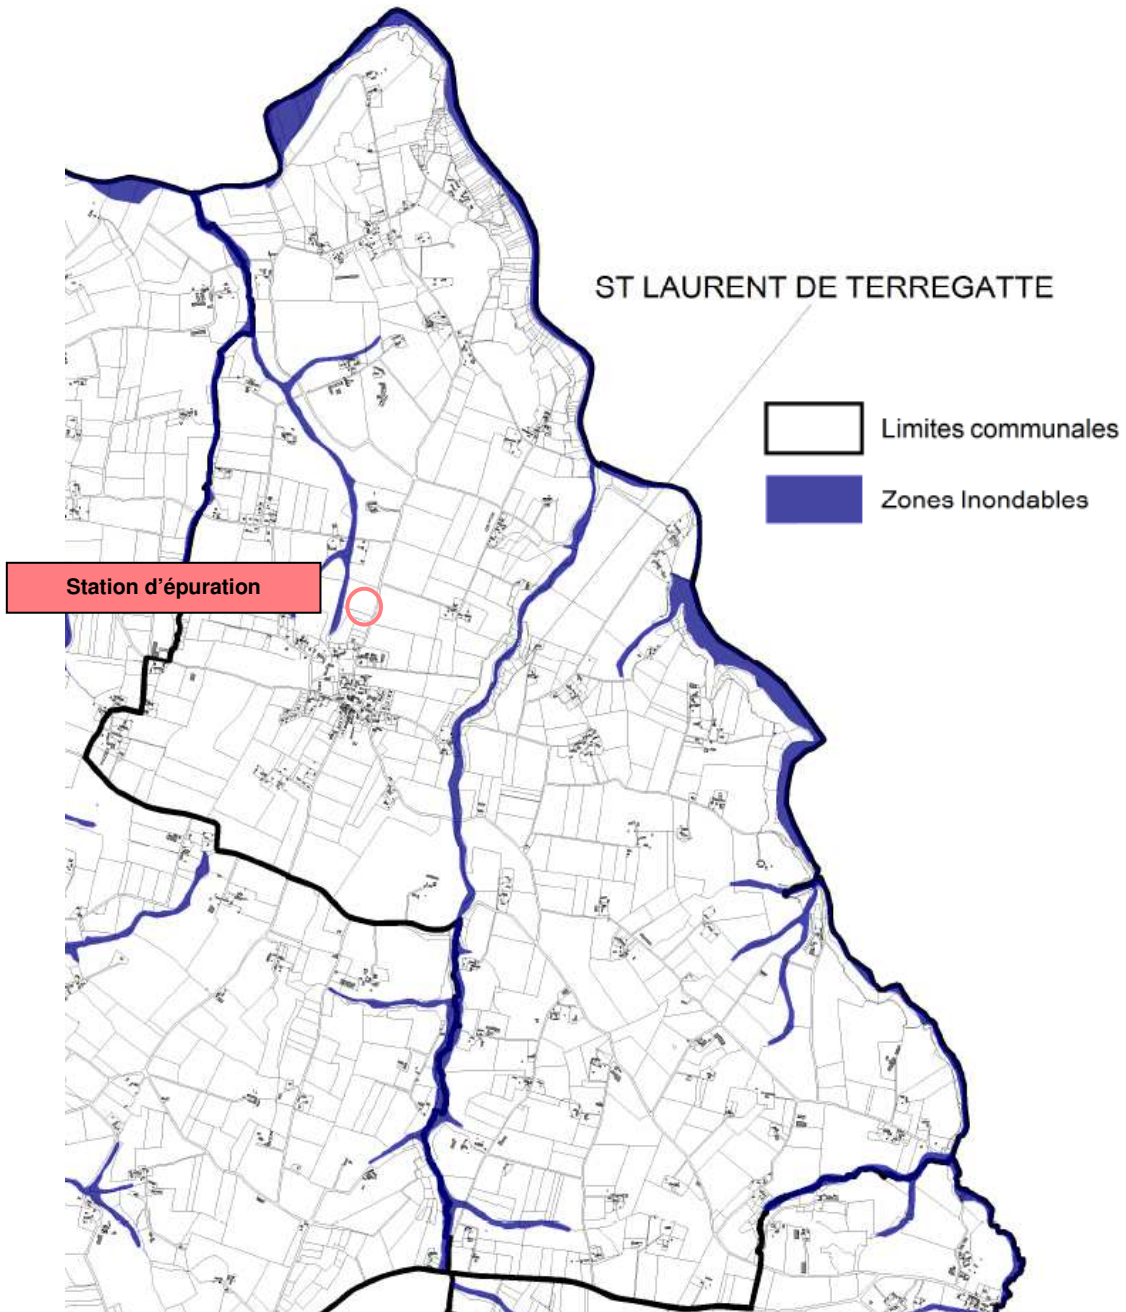 ST LAURENT DE TERREGATTE
Limites communales
Zones Inondables
Station d'épuration